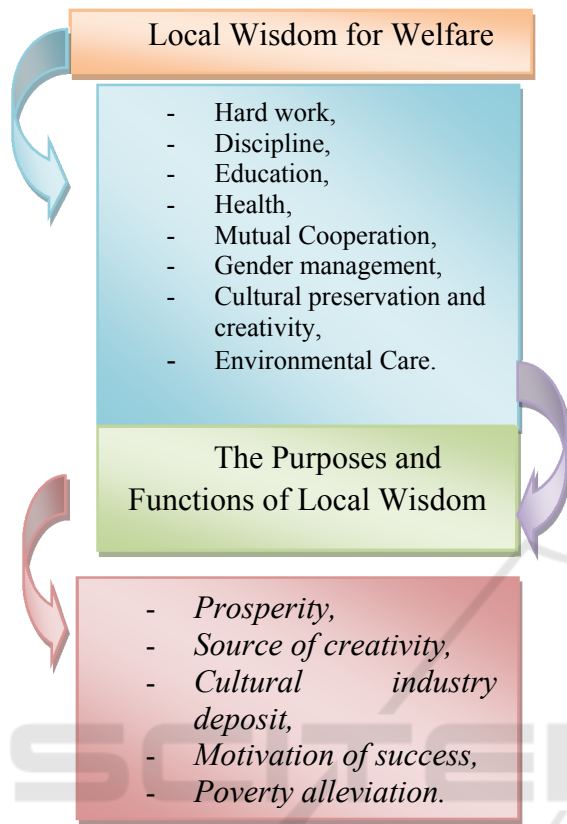 Local Wisdom for Welfare
- Hard work,
- Discipline,
- Education,
- Health,
- Mutual Cooperation,
- Gender management,
- Cultural preservation and
creativity,
- Environmental Care.
The Purposes and
Functions of Local Wisdom
- Prosperity,
- Source of creativity,
- Cultural industry
deposit,
- Motivation of success,
- Poverty alleviation.